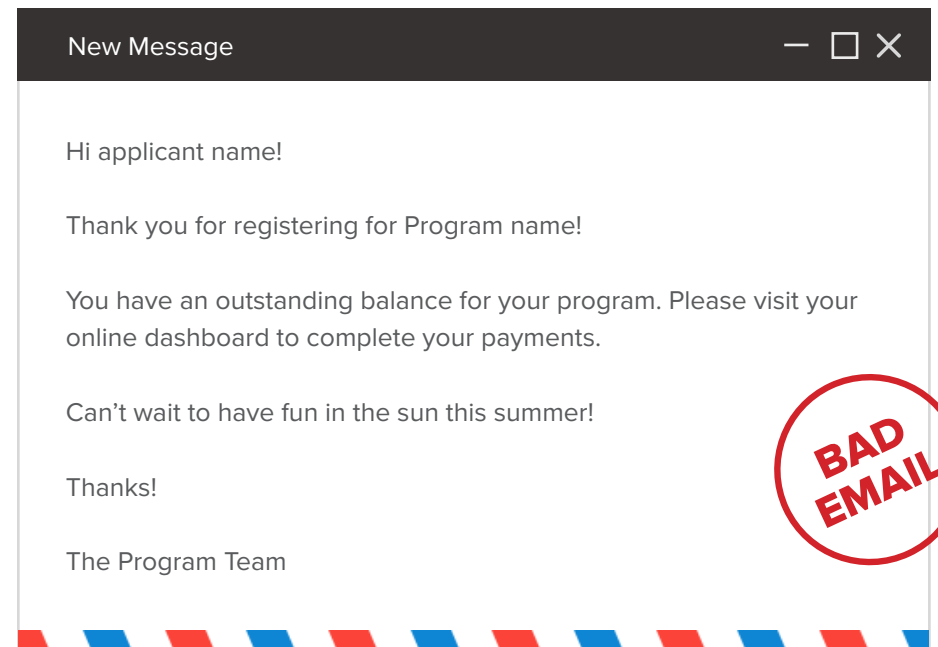 New Message
Hi applicant name!
Thank you for registering for Program name!
You have an outstanding balance for your program. Please visit your
online dashboard to complete your payments.
Can’t wait to have fun in the sun this summer!
Thanks!
The Program Team
BAD
EMAIL